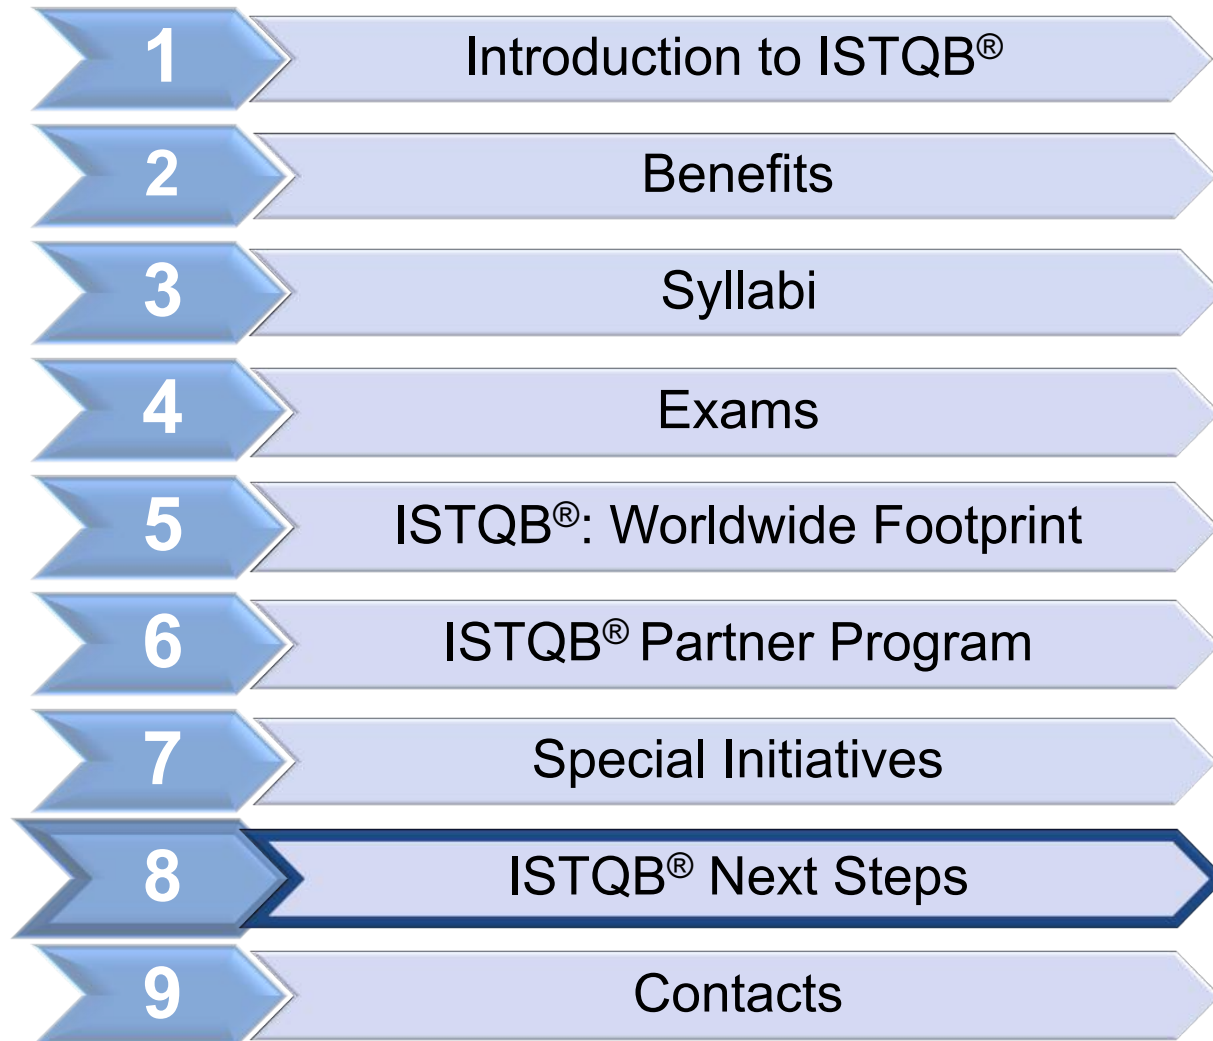 1 Introduction to ISTQB®
2 Benefits
3 Syllabi
4 Exams
5 ISTQB®: Worldwide Footprint
6 ISTQB® Partner Program
7 Special Initiatives
8 ISTQB® Next Steps
9 Contacts